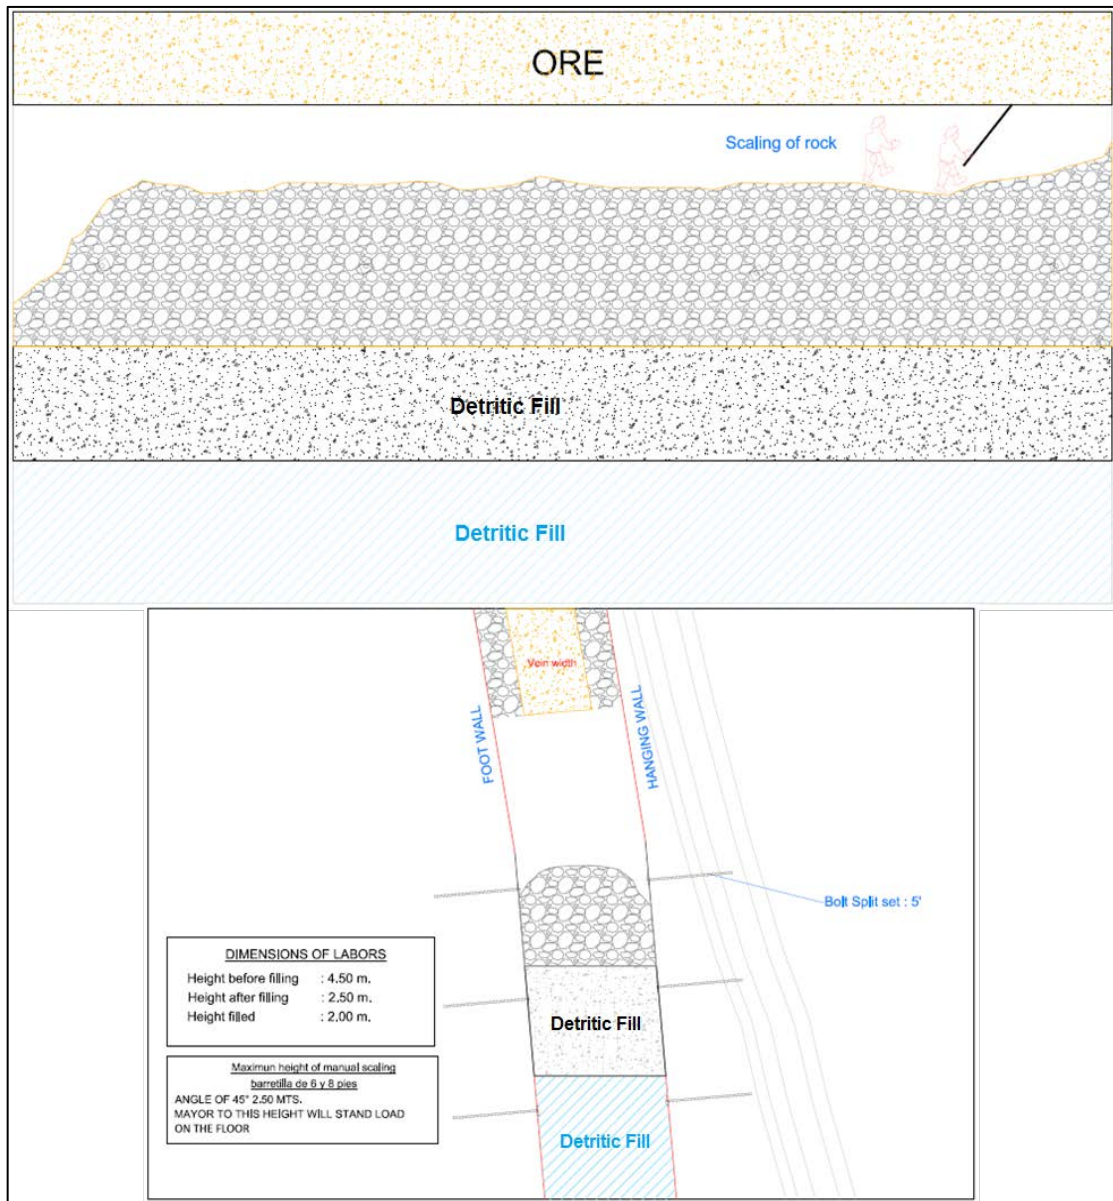 ORE
Scaling of rock
Detritic Fill
Detritic Fill
Vein width
FOOT WALL
HANGING WALL
Bolt Split set : 5'
DIMENSIONS OF LABORS
Height before filling : 4.50 m.
Height after filling : 2.50 m.
Height filled : 2.00 m.
Detritic Fill
Maximun height of manual scaling
barretilla de 6 y 8 pies
ANGLE OF 45° 2.50 MTS.
MAYOR TO THIS HEIGHT WILL STAND LOAD
ON THE FLOOR
Detritic Fill